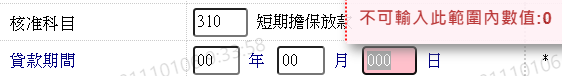 核准科目 310 短期擔保放款
不可輸入此範圍內數值:0
貸款期間 00 年 00 月 000 日 *